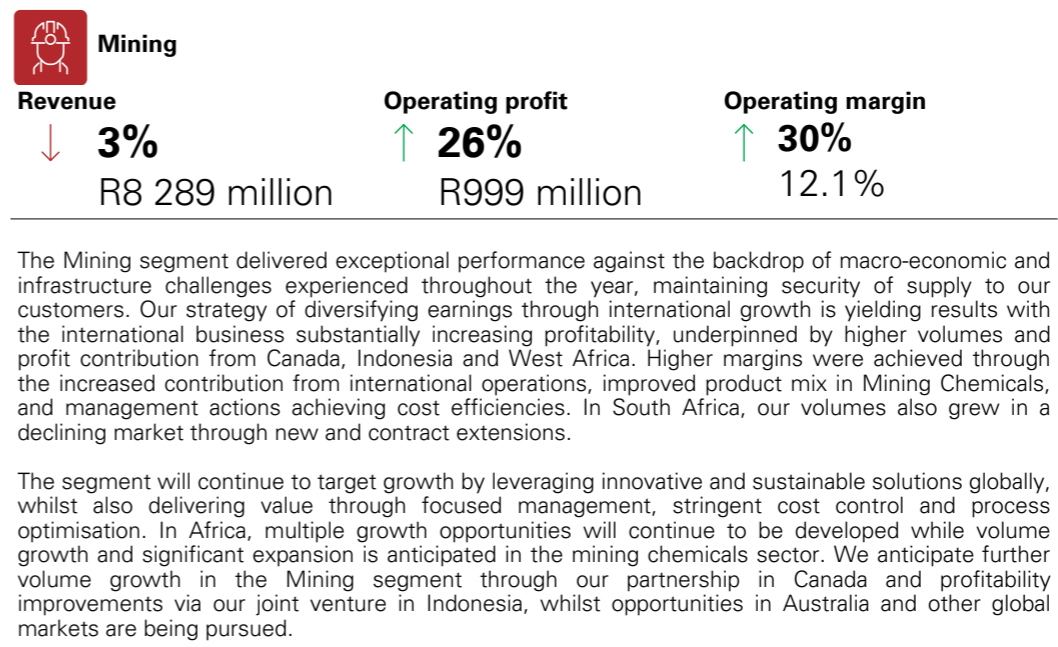 Mining
Revenue Operating profit Operating margin
↓ 3% ↑ 26% ↑ 30%
R8 289 million R999 million 12.1%
The Mining segment delivered exceptional performance against the backdrop of macro-economic and
infrastructure challenges experienced throughout the year, maintaining security of supply to our
customers. Our strategy of diversifying earnings through international growth is yielding results with
the international business substantially increasing profitability, underpinned by higher volumes and
profit contribution from Canada, Indonesia and West Africa. Higher margins were achieved through
the increased contribution from international operations, improved product mix in Mining Chemicals,
and management actions achieving cost efficiencies. In South Africa, our volumes also grew in a
declining market through new and contract extensions.
The segment will continue to target growth by leveraging innovative and sustainable solutions globally,
whilst also delivering value through focused management, stringent cost control and process
optimisation. In Africa, multiple growth opportunities will continue to be developed while volume
growth and significant expansion is anticipated in the mining chemicals sector. We anticipate further
volume growth in the Mining segment through our partnership in Canada and profitability
improvements via our joint venture in Indonesia, whilst opportunities in Australia and other global
markets are being pursued.